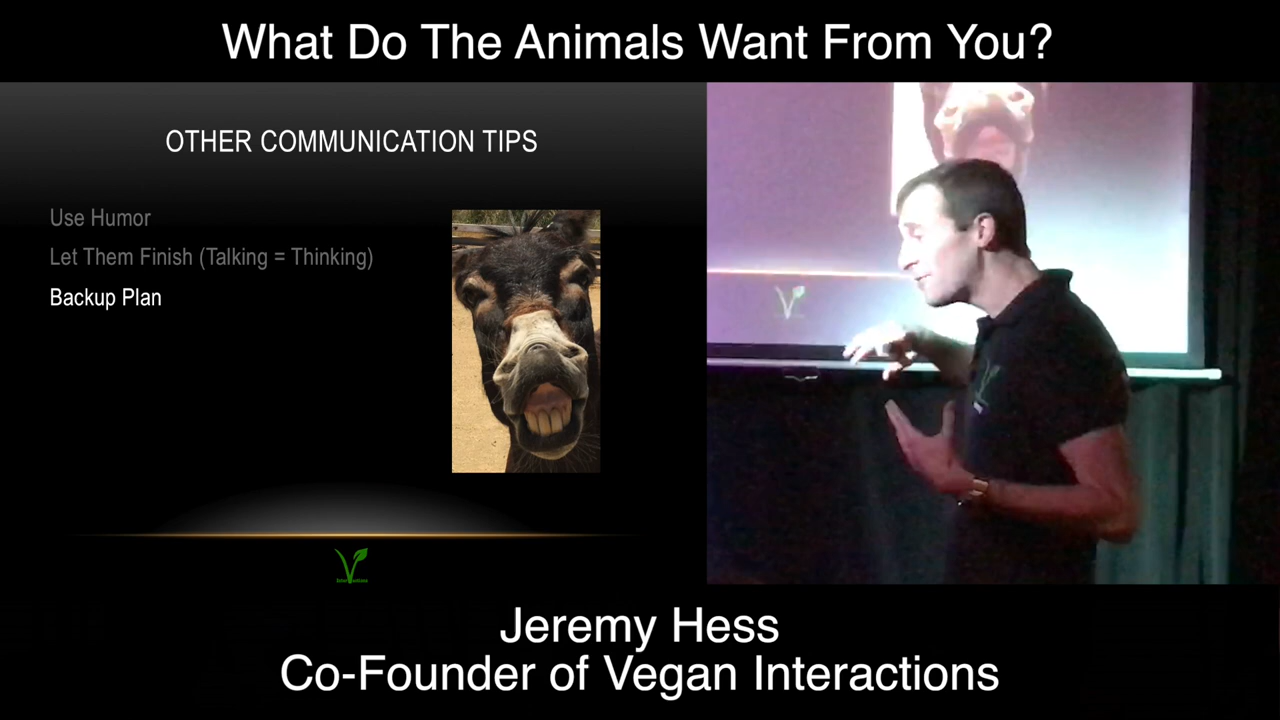 What Do The Animals Want From You?
OTHER COMMUNICATION TIPS
Use Humor
Let Them Finish (Talking = Thinking)
Backup Plan
Jeremy Hess
Co-Founder of Vegan Interactions